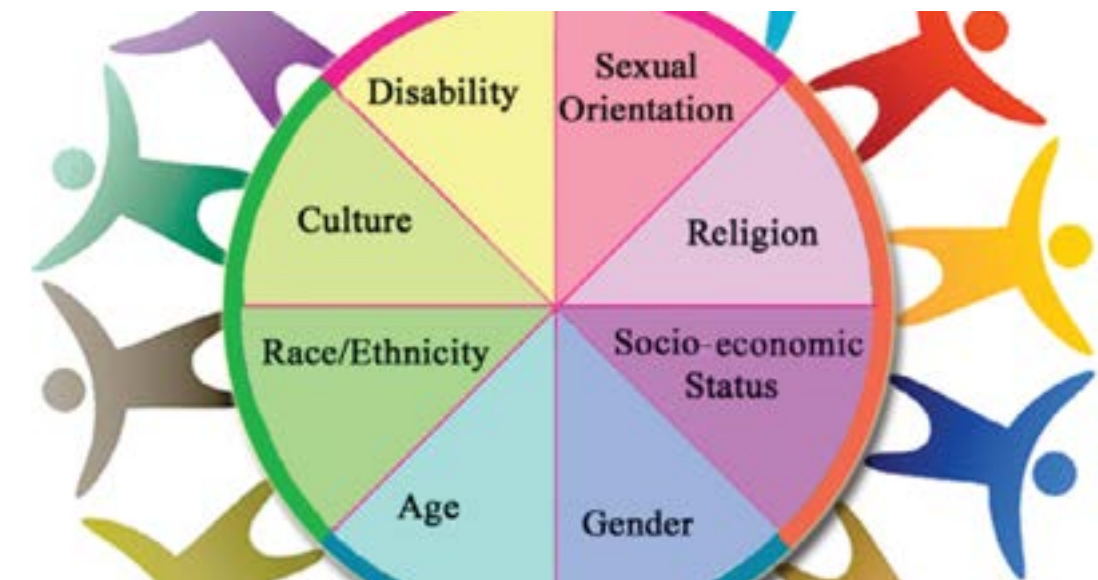 Disability
Sexual
Orientation
Culture
Religion
Race/Ethnicity
Socio-economic
Status
Age
Gender